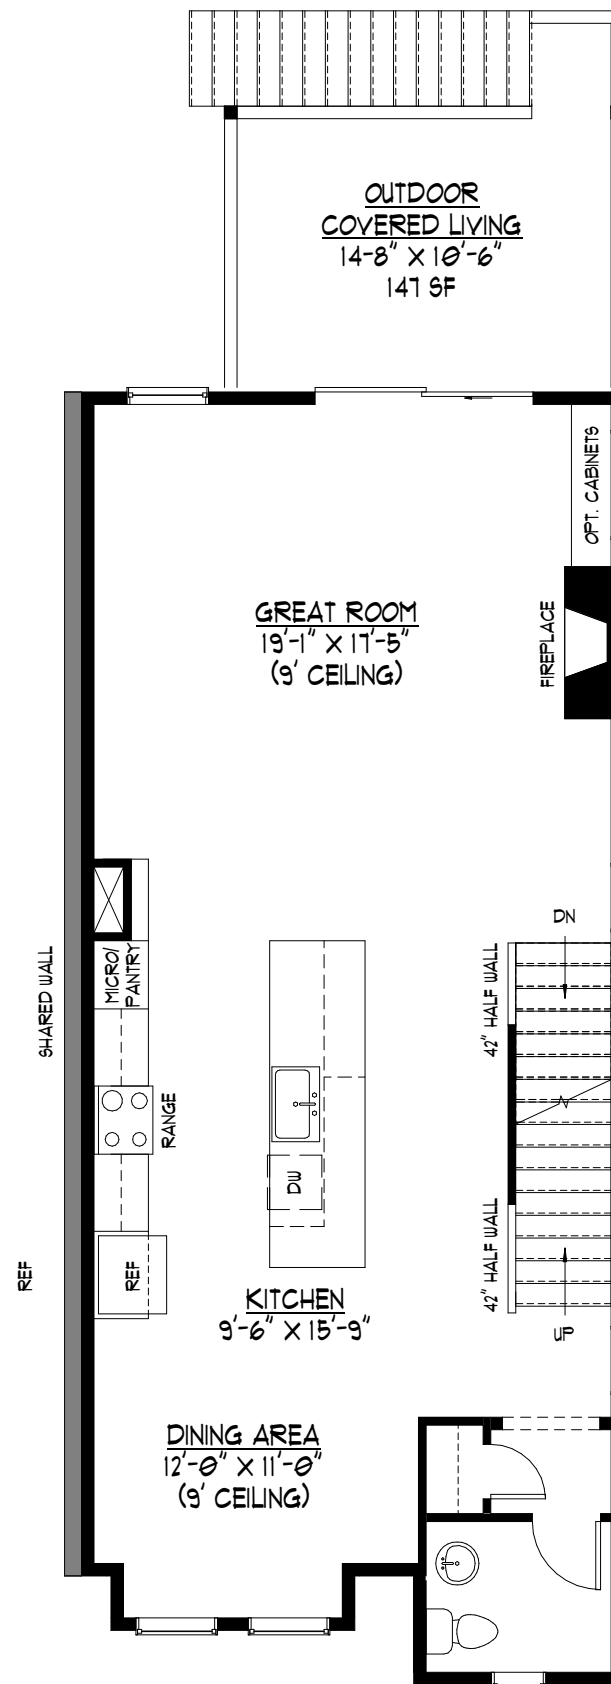 OUTDOOR
COVERED LIVING
14-8" X 10'-6"
147 SF
OPT. CABINETS
GREAT ROOM
19'-1" X 17'-5"
(9' CEILING)
FIREPLACE
DN
SHARED WALL
MICRO/
PANTRY
42" HALF WALL
RANGE
DW
42" HALF WALL
REF
REF
KITCHEN
9'-6" X 15'-9"
UP
DINING AREA
12'-0" X 11'-0"
(9' CEILING)